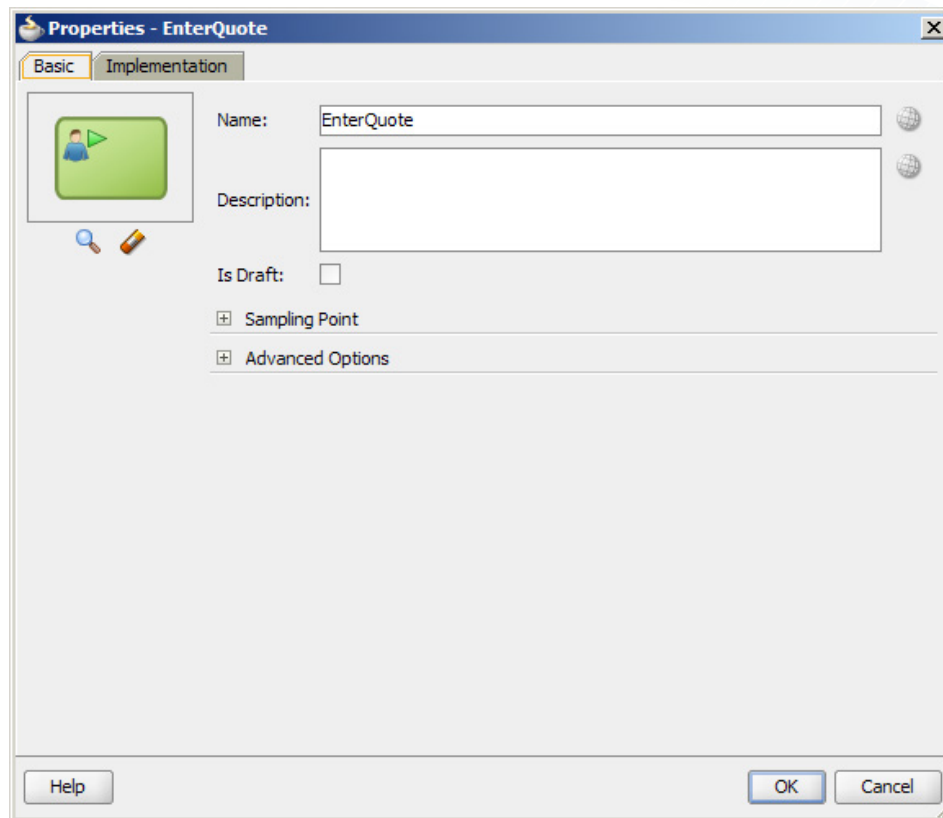 Properties - EnterQuote
Basic Implementation
Name: EnterQuote
Description:
Is Draft:
Sampling Point
Advanced Options
Help OK Cancel